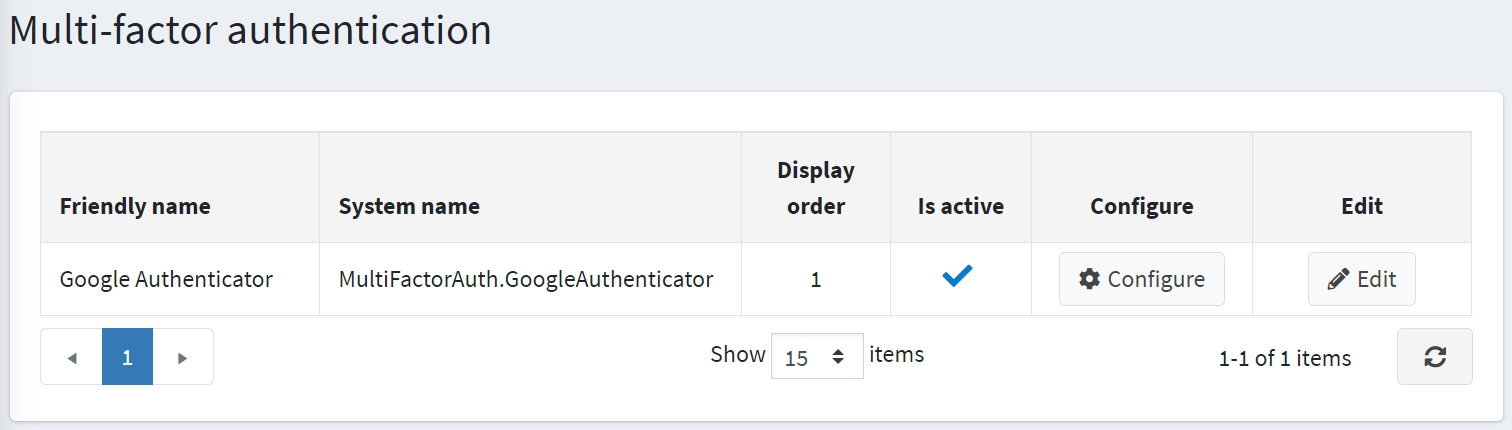 Multi-factor authentication
Display
Friendly name System name order Is active Configure Edit
Google Authenticator MultiFactorAuth.GoogleAuthenticator 1 Configure Edit
1 Show 15 items 1-1 of 1 items